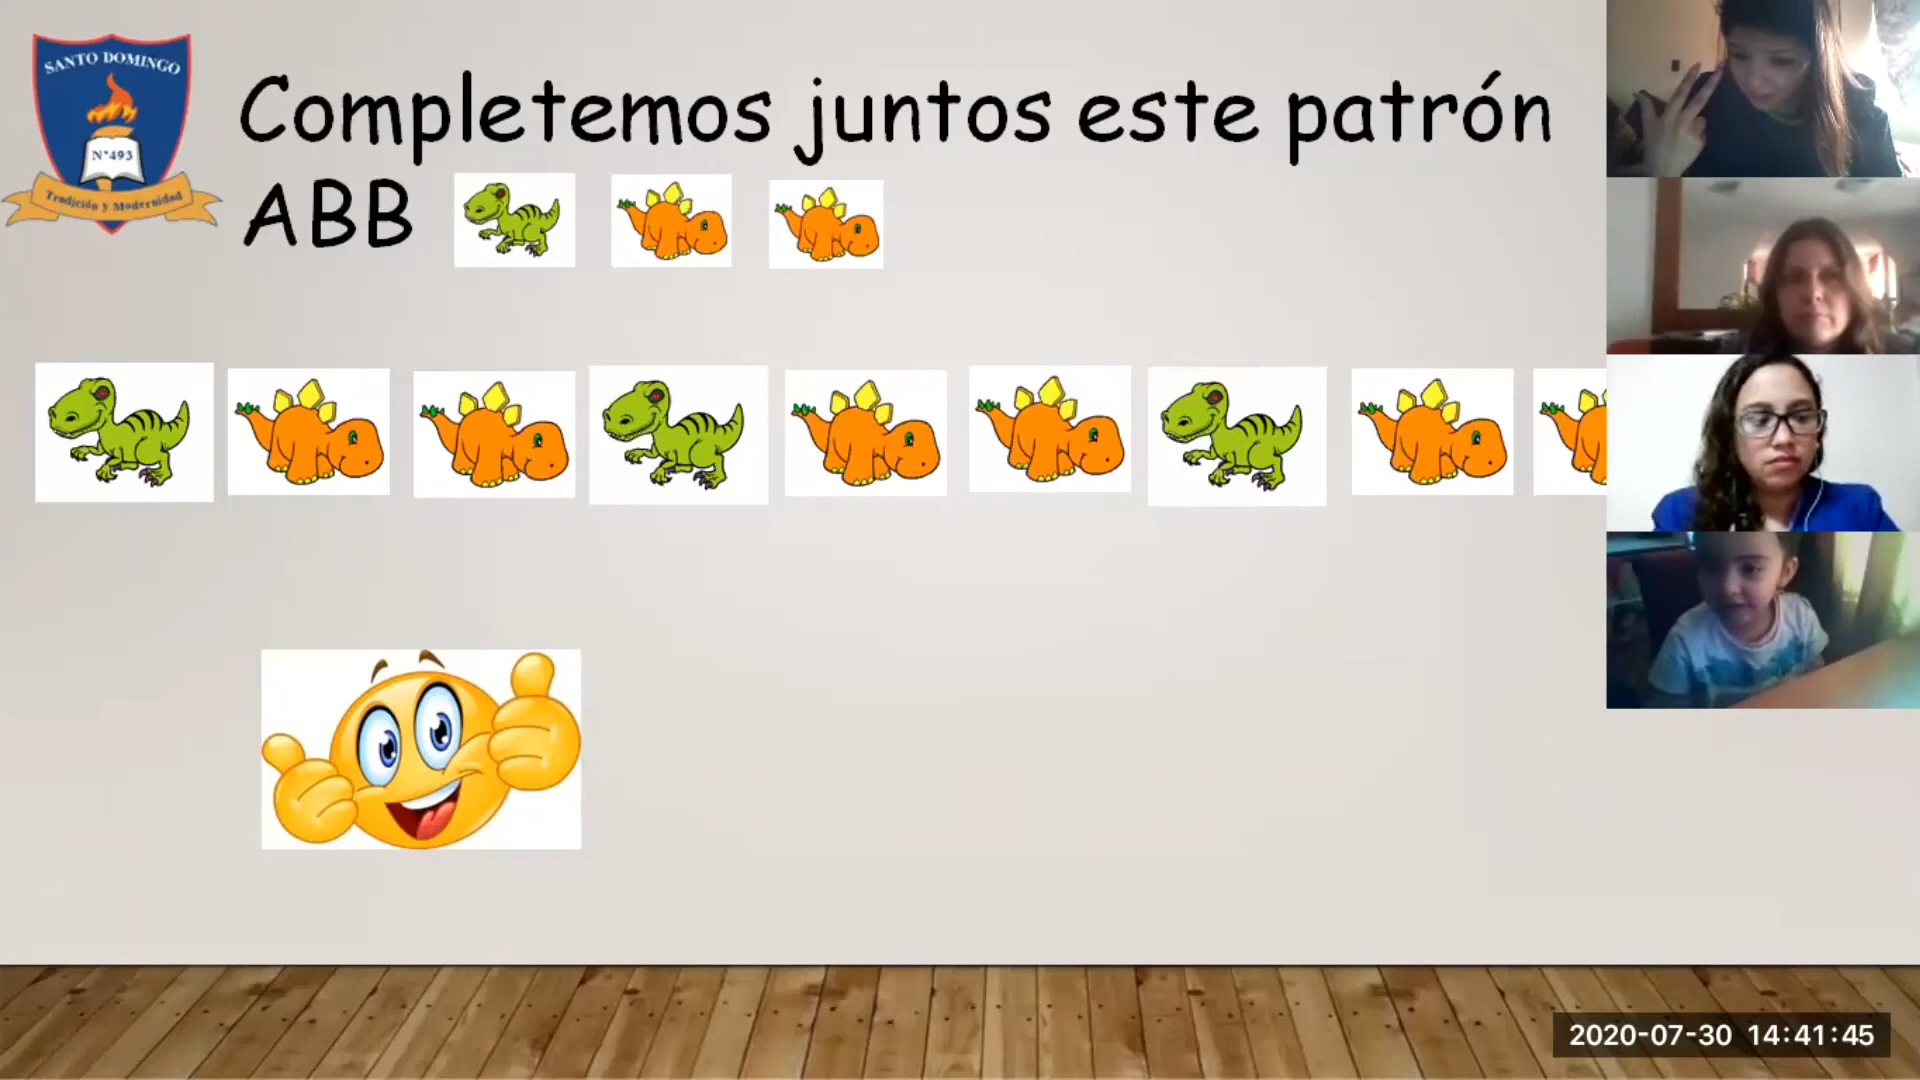 SANTO DOMINGO
N°493
Tradición y Modernidad
Completemos juntos este patrón
ABB
2020-07-30 14:41:45